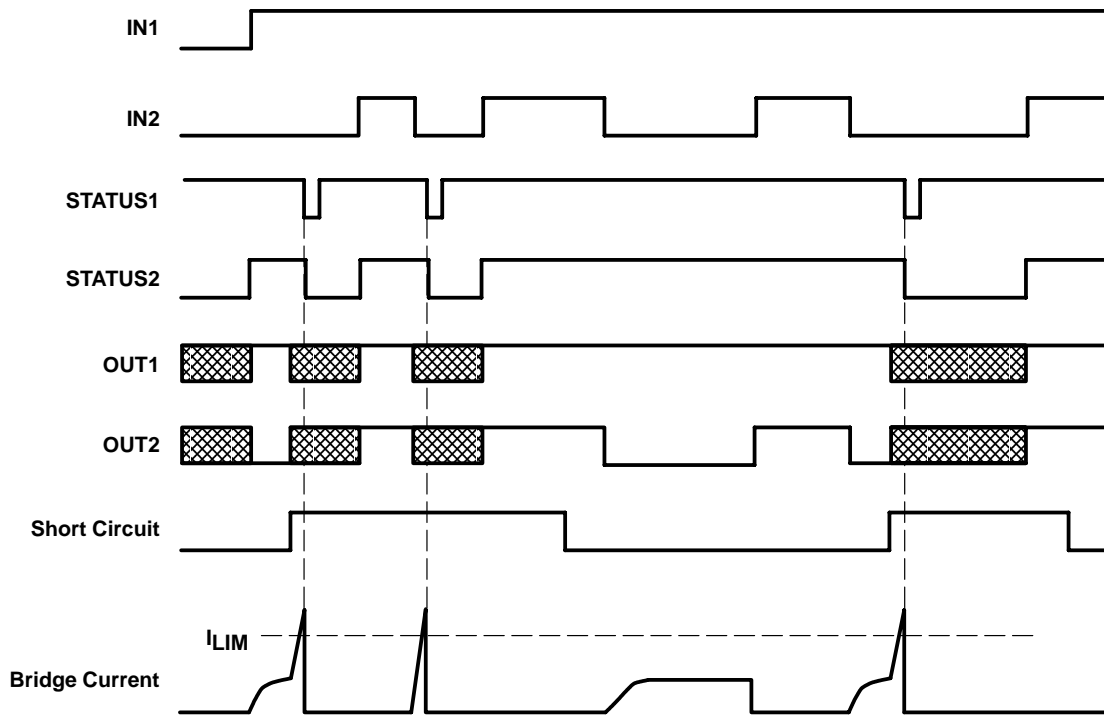 IN1
IN2
STATUS1
STATUS2
OUT1
OUT2
Short Circuit
ILIM
Bridge Current